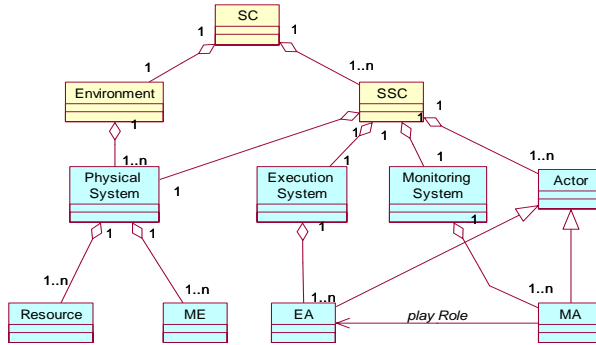 SC
1
1
1
1..n
Environment
SSC
1
1
1
1
1
1..n
1
1
1
1..n
Physical
System
Execution
System
Monitoring
System
Actor
1
1
1
1
1..n
1..n
1..n
1..n
Resource
ME
EA
play Role
MA